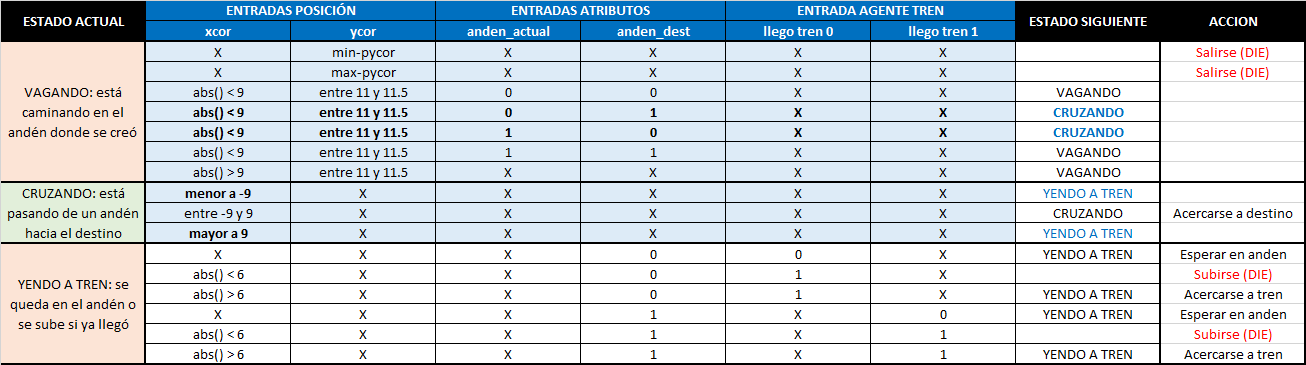 ESTADO ACTUAL | ENTRADAS POSICIÓN | ENTRADAS ATRIBUTOS | ENTRADA AGENTE TREN | ESTADO SIGUIENTE | ACCION
xcor | ycor | anden_actual | anden_dest | llego tren 0 | llego tren 1
VAGANDO: está
caminando en el
andén donde se creó
X | min-pycor | X | X | X | X | | Salirse (DIE)
X | max-pycor | X | X | X | X | | Salirse (DIE)
abs() < 9 | entre 11 y 11.5 | 0 | 0 | X | X | VAGANDO
abs() < 9 | entre 11 y 11.5 | 0 | 1 | X | X | CRUZANDO
abs() < 9 | entre 11 y 11.5 | 1 | 0 | X | X | CRUZANDO
abs() < 9 | entre 11 y 11.5 | 1 | 1 | X | X | VAGANDO
abs() > 9 | entre 11 y 11.5 | X | X | X | X | VAGANDO
CRUZANDO: está
pasando de un andén
hacia el destino
menor a -9 | X | X | X | X | X | YENDO A TREN
entre -9 y 9 | X | X | X | X | X | CRUZANDO | Acercarse a destino
mayor a 9 | X | X | X | X | X | YENDO A TREN
YENDO A TREN: se
queda en el andén o
se sube si ya llegó
X | X | X | 0 | 0 | X | YENDO A TREN | Esperar en anden
abs() < 6 | X | X | 0 | 1 | X | | Subirse (DIE)
abs() > 6 | X | X | 0 | 1 | X | YENDO A TREN | Acercarse a tren
X | X | X | 1 | X | 0 | YENDO A TREN | Esperar en anden
abs() < 6 | X | X | 1 | X | 1 | | Subirse (DIE)
abs() > 6 | X | X | 1 | X | 1 | YENDO A TREN | Acercarse a tren